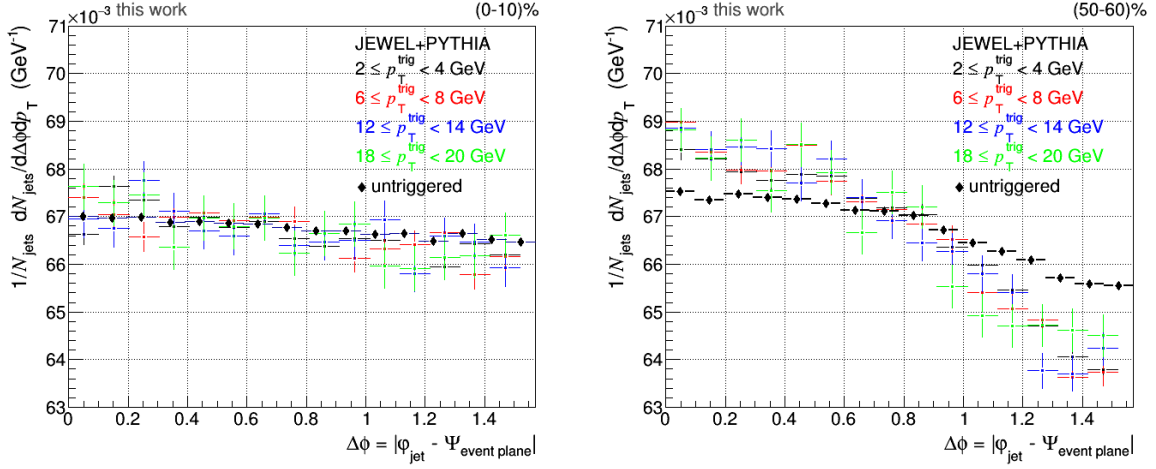 71 ×10⁻³ this work (0-10)%
JEWEL+PYTHIA
2 ≤ p_T^trig < 4 GeV
6 ≤ p_T^trig < 8 GeV
12 ≤ p_T^trig < 14 GeV
18 ≤ p_T^trig < 20 GeV
untriggered
1/N_jets dN_jets/dΔϕdp_T (GeV⁻¹)
70
69
68
67
66
65
64
63
0 0.2 0.4 0.6 0.8 1 1.2 1.4
Δϕ = |φ_jet - Ψ_event plane|
71 ×10⁻³ this work (50-60)%
JEWEL+PYTHIA
2 ≤ p_T^trig < 4 GeV
6 ≤ p_T^trig < 8 GeV
12 ≤ p_T^trig < 14 GeV
18 ≤ p_T^trig < 20 GeV
untriggered
1/N_jets dN_jets/dΔϕdp_T (GeV⁻¹)
70
69
68
67
66
65
64
63
0 0.2 0.4 0.6 0.8 1 1.2 1.4
Δϕ = |φ_jet - Ψ_event plane|